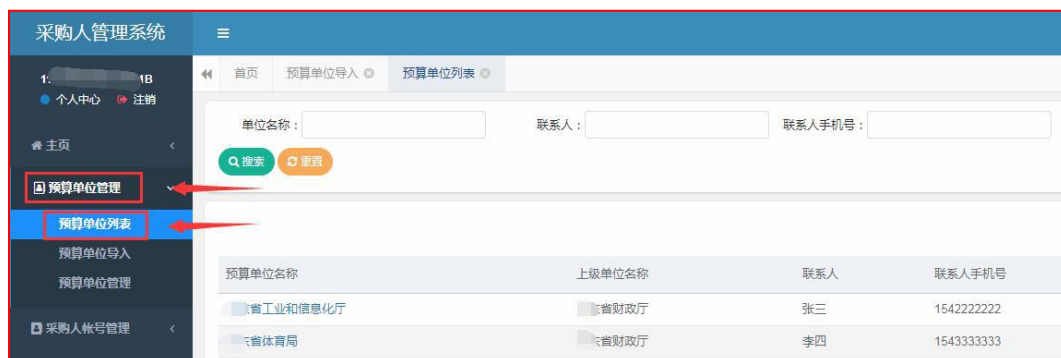 采购人管理系统
1 1B
个人中心 注销
首页 预算单位导入 预算单位列表
单位名称： 联系人： 联系人手机号：
搜索 重置
主页
预算单位管理
预算单位列表
预算单位导入
预算单位管理
采购人帐号管理
预算单位名称 上级单位名称 联系人 联系人手机号
省工业和信息化厅 省财政厅 张三 1542222222
省体育局 省财政厅 李四 1543333333